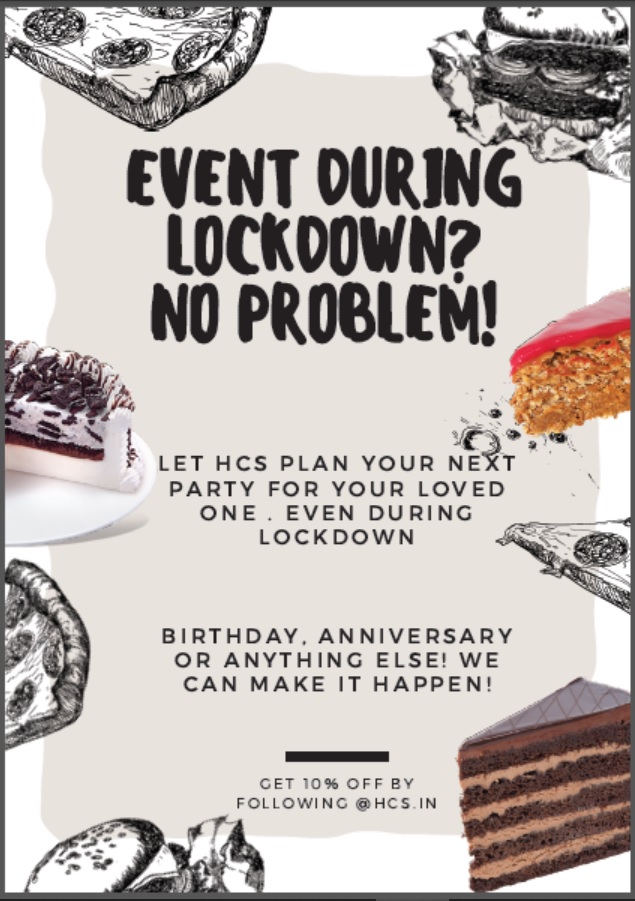 EVENT DURING
LOCKDOWN?
NO PROBLEM!
LET HCS PLAN YOUR NEXT
PARTY FOR YOUR LOVED
ONE . EVEN DURING
LOCKDOWN
BIRTHDAY, ANNIVERSARY
OR ANYTHING ELSE! WE
CAN MAKE IT HAPPEN!
GET 10% OFF BY
FOLLOWING @HCS.IN